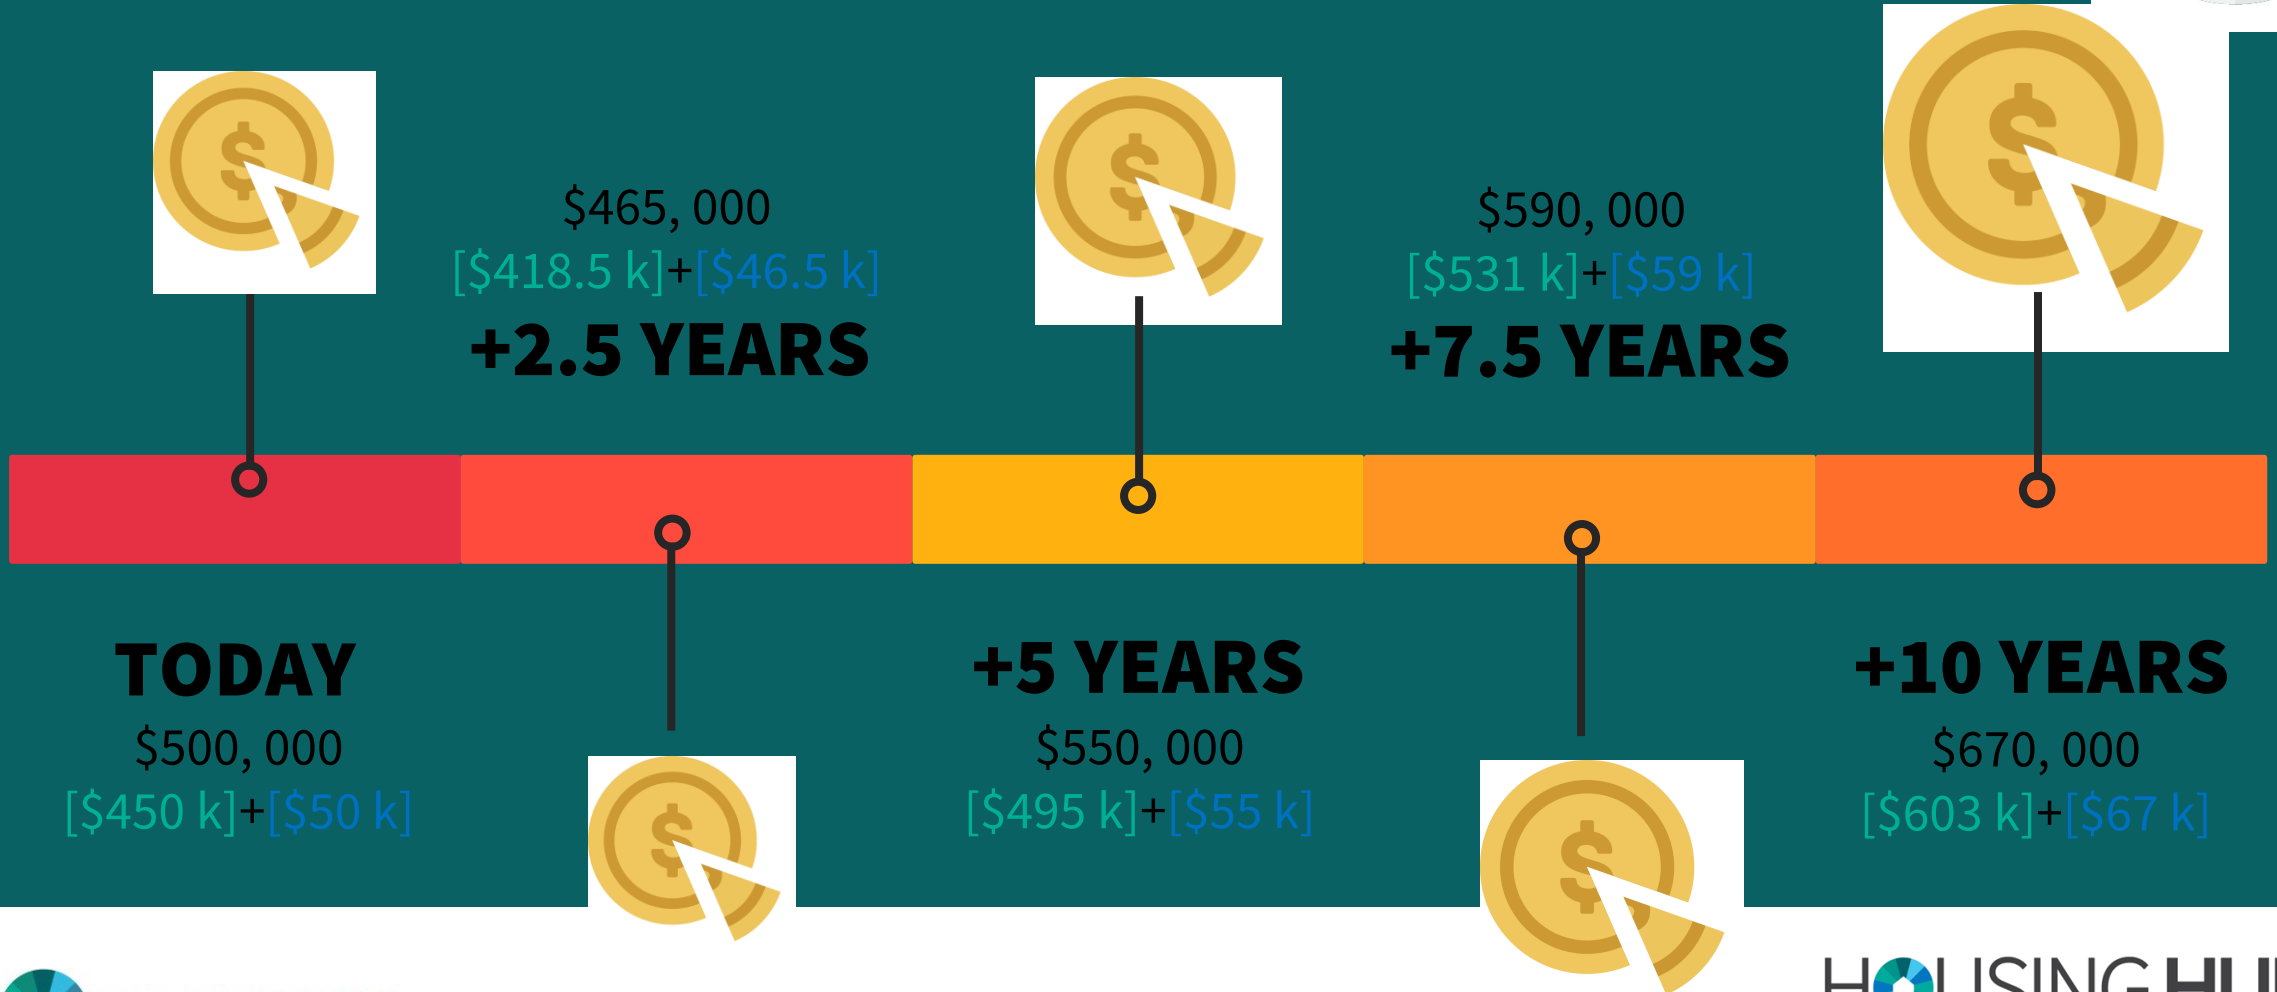 $465, 000
[$418.5 k]+[$46.5 k]
+2.5 YEARS
$590, 000
[$531 k]+[$59 k]
+7.5 YEARS
TODAY
$500, 000
[$450 k]+[$50 k]
+5 YEARS
$550, 000
[$495 k]+[$55 k]
+10 YEARS
$670, 000
[$603 k]+[$67 k]
HOUSING